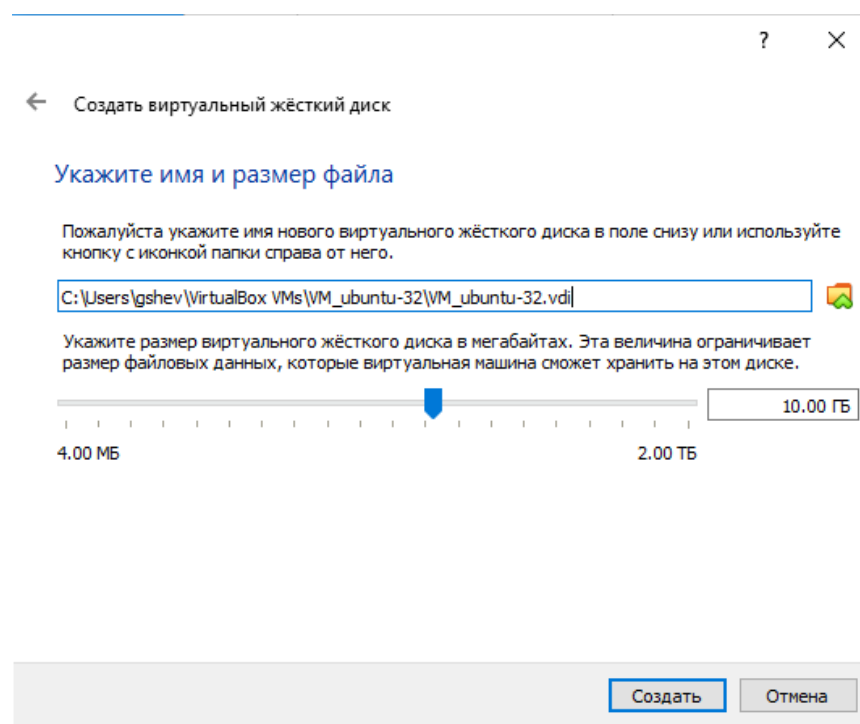 ?
Создать виртуальный жёсткий диск
Укажите имя и размер файла
Пожалуйста укажите имя нового виртуального жёсткого диска в поле снизу или используйте
кнопку с иконкой папки справа от него.
C:\Users\gshev\VirtualBox VMs\VM_ubuntu-32\VM_ubuntu-32.vdi
Укажите размер виртуального жёсткого диска в мегабайтах. Эта величина ограничивает
размер файловых данных, которые виртуальная машина сможет хранить на этом диске.
10.00 ГБ
4.00 МБ 2.00 ТБ
Создать Отмена